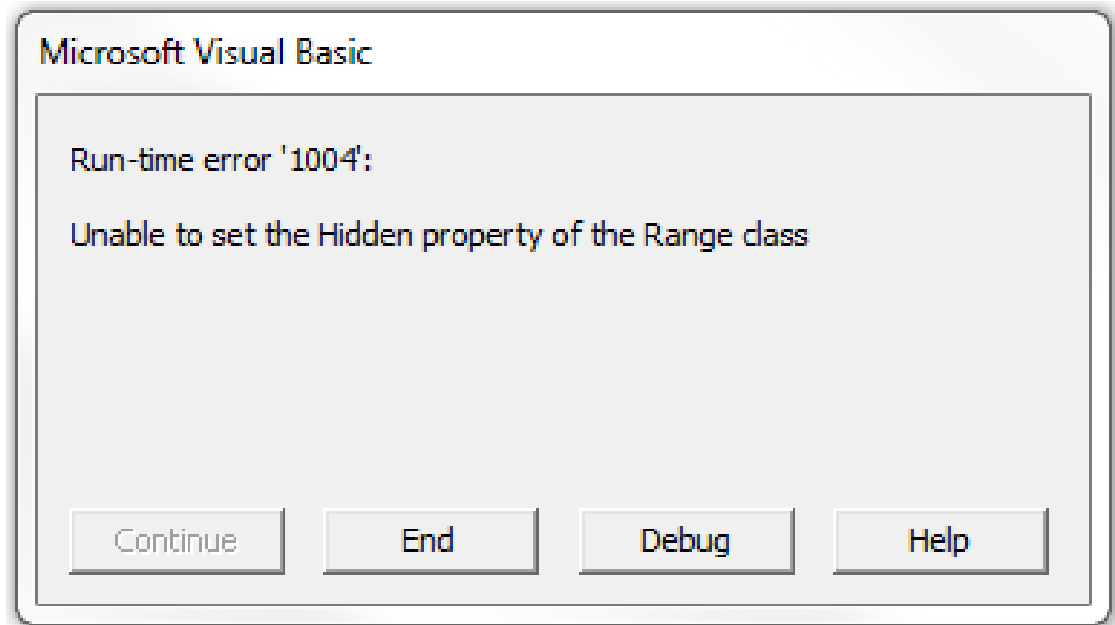 Microsoft Visual Basic
Run-time error '1004':
Unable to set the Hidden property of the Range class
Continue End Debug Help